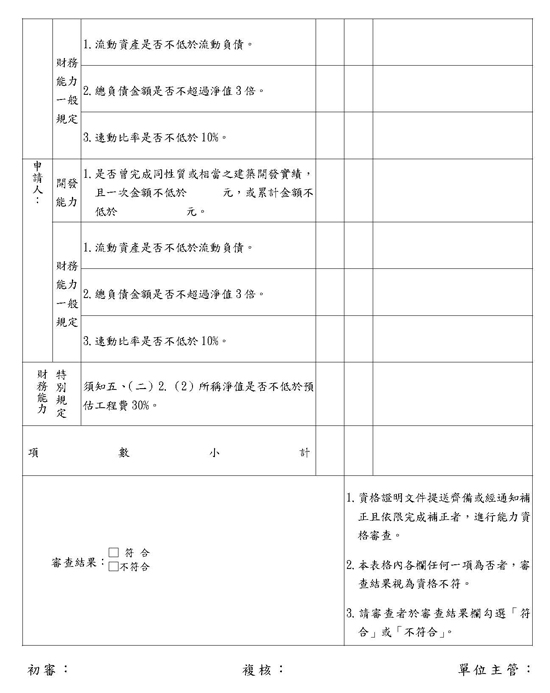 財務
能力
一般
規定
1.流動資產是否不低於流動負債。
2.總負債金額是否不超過淨值3倍。
3.速動比率是否不低於10%。
申請人：
開發
能力
1.是否曾完成同性質或相當之建築開發實績，
且一次金額不低於　　元，或累計金額不
低於　　　　元。
財務
能力
一般
規定
1.流動資產是否不低於流動負債。
2.總負債金額是否不超過淨值3倍。
3.速動比率是否不低於10%。
財務能力
特別規定
須知五、(二)2.（2）所稱淨值是否不低於預
估工程費30%。
項　數　小　計
審查結果：
□ 符 合
□不符合
1.資格證明文件提送齊備或經通知補
正且依限完成補正者，進行能力資
格審查。
2.本表格內各欄任何一項為否者，審
查結果視為資格不符。
3.請審查者於審查結果欄勾選「符
合」或「不符合」。
初審：　複核：　單位主管：